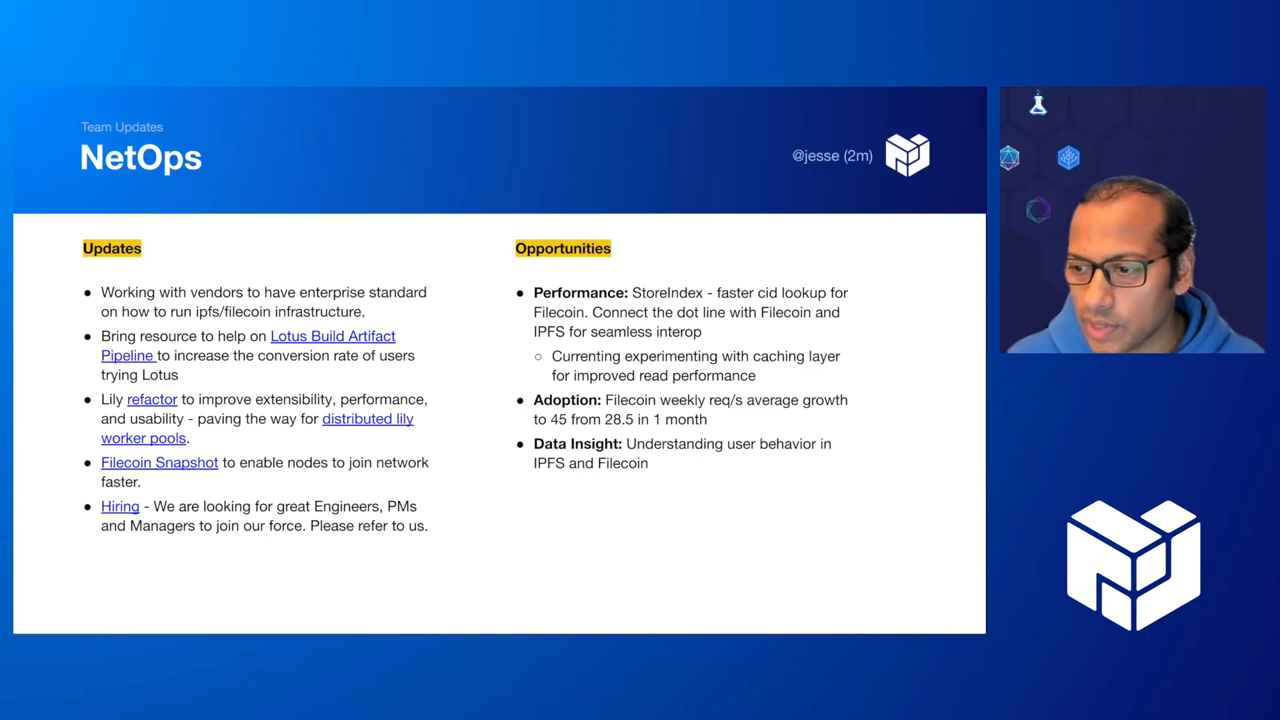 Team Updates
NetOps
@jesse (2m)
Updates
● Working with vendors to have enterprise standard
on how to run ipfs/filecoin infrastructure.
● Bring resource to help on Lotus Build Artifact
Pipeline to increase the conversion rate of users
trying Lotus
● Lily refactor to improve extensibility, performance,
and usability - paving the way for distributed lily
worker pools.
● Filecoin Snapshot to enable nodes to join network
faster.
● Hiring - We are looking for great Engineers, PMs
and Managers to join our force. Please refer to us.
Opportunities
● Performance: StoreIndex - faster cid lookup for
Filecoin. Connect the dot line with Filecoin and
IPFS for seamless interop
○ Currenting experimenting with caching layer
for improved read performance
● Adoption: Filecoin weekly req/s average growth
to 45 from 28.5 in 1 month
● Data Insight: Understanding user behavior in
IPFS and Filecoin